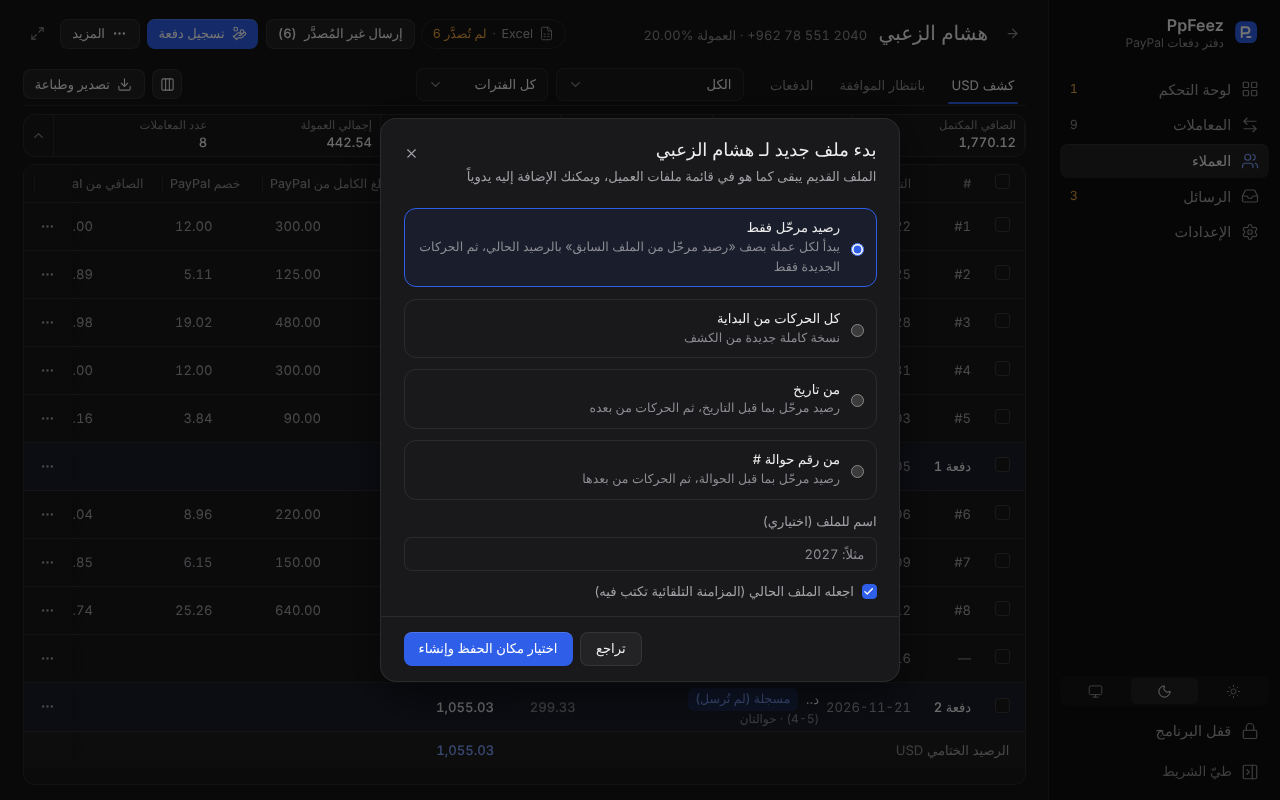 PpFeez
دفتر دفعات PayPal
لوحة التحكم 1
المعاملات 9
العملاء
الرسائل 3
الإعدادات
قفل البرنامج
طيّ الشريط
هشام الزعبي
+962 78 551 2040 · العمولة 20.00%
Excel · لم تُصدَّر 6
إرسال غير المُصدَّر (6)
تسجيل دفعة
المزيد
كشف USD
بانتظار الموافقة
الدفعات
الكل
كل الفترات
تصدير وطباعة
الصافي المكتمل
1,770.12
إجمالي العمولة
442.54
عدد المعاملات
8
#
خصم PayPal
#1 300.00 12.00 .00
#2 125.00 5.11 .89
#3 480.00 19.02 .98
#4 300.00 12.00 .00
#5 90.00 3.84 .16
دفعة 1
#6 220.00 8.96 .04
#7 150.00 6.15 .85
#8 640.00 25.26 .74
—
دفعة 2 2026-11-21 د.. مسجلة (لم تُرسل) 299.33 1,055.03
(4-5) · حوالتان
الرصيد الختامي USD 1,055.03
بدء ملف جديد لـ هشام الزعبي
الملف القديم يبقى كما هو في قائمة ملفات العميل، ويمكنك الإضافة إليه يدوياً
رصيد مرحّل فقط
يبدأ لكل عملة بصف «رصيد مرحّل من الملف السابق» بالرصيد الحالي، ثم الحركات
الجديدة فقط
كل الحركات من البداية
نسخة كاملة جديدة من الكشف
من تاريخ
رصيد مرحّل بما قبل التاريخ، ثم الحركات من بعده
من رقم حوالة #
رصيد مرحّل بما قبل الحوالة، ثم الحركات من بعدها
اسم للملف (اختياري)
مثلاً: 2027
اجعله الملف الحالي (المزامنة التلقائية تكتب فيه)
تراجع
اختيار مكان الحفظ وإنشاء